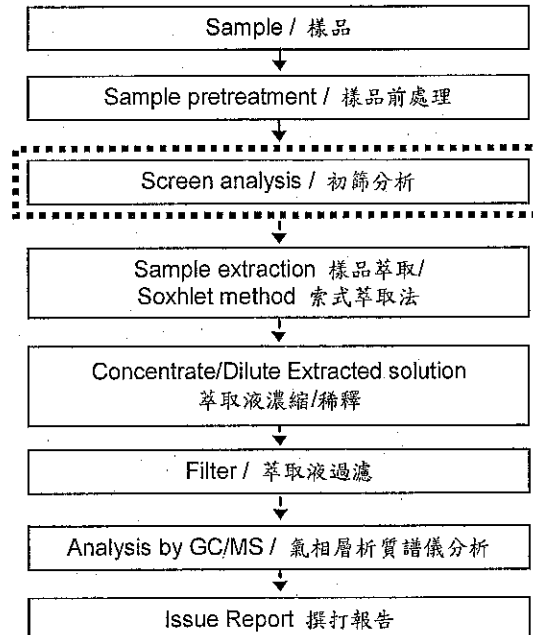 Sample / 樣品
Sample pretreatment / 樣品前處理
Screen analysis / 初篩分析
Sample extraction 樣品萃取/
Soxhlet method 索式萃取法
Concentrate/Dilute Extracted solution
萃取液濃縮/稀釋
Filter / 萃取液過濾
Analysis by GC/MS / 氣相層析質譜儀分析
Issue Report 撰打報告